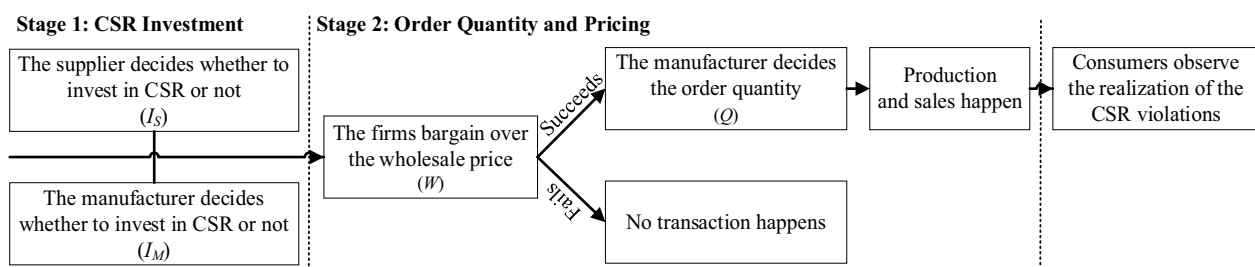 Stage 1: CSR Investment
The supplier decides whether to
invest in CSR or not
(I_S)
The manufacturer decides
whether to invest in CSR or not
(I_M)
Stage 2: Order Quantity and Pricing
The firms bargain over
the wholesale price
(W)
Succeeds
Fails
The manufacturer decides
the order quantity
(Q)
No transaction happens
Production
and sales happen
Consumers observe
the realization of the
CSR violations